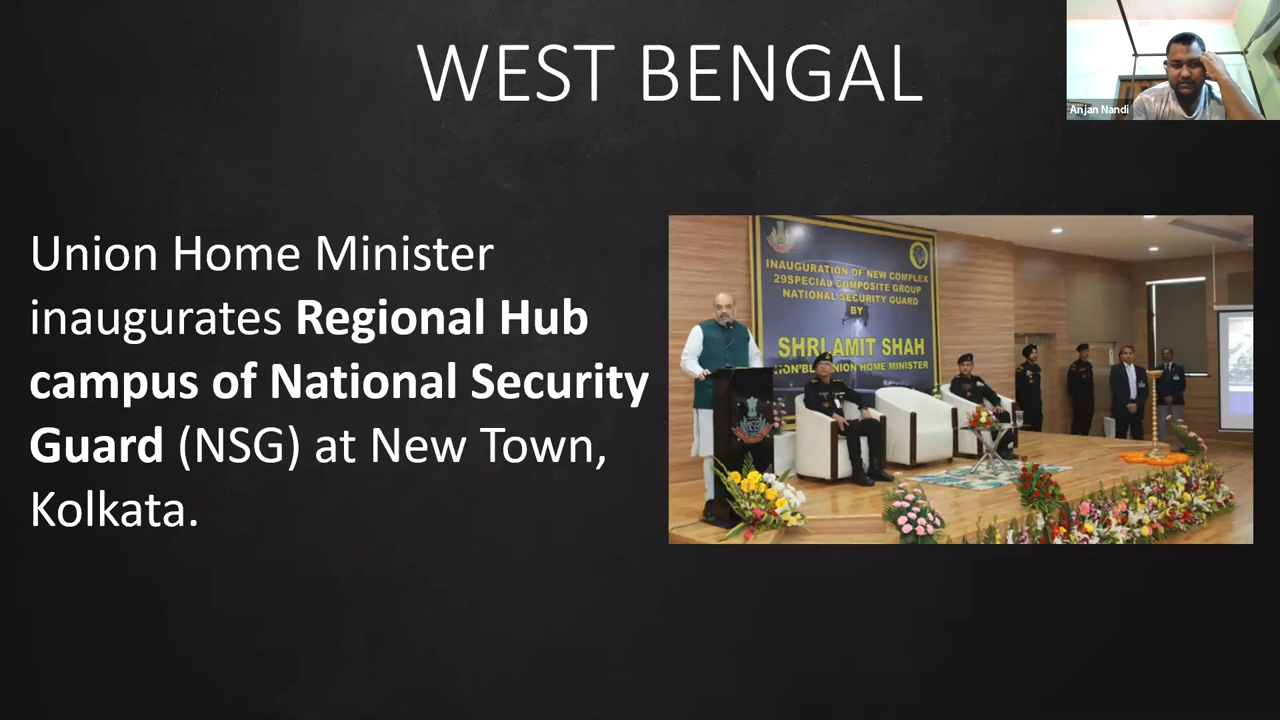 WEST BENGAL
Anjan Nandi
Union Home Minister
inaugurates Regional Hub
campus of National Security
Guard (NSG) at New Town,
Kolkata.
INAUGURATION OF NEW COMPLEX
29SPECIAL COMPOSITE GROUP
NATIONAL SECURITY GUARD
BY
SHRI AMIT SHAH
HON'BLE UNION HOME MINISTER